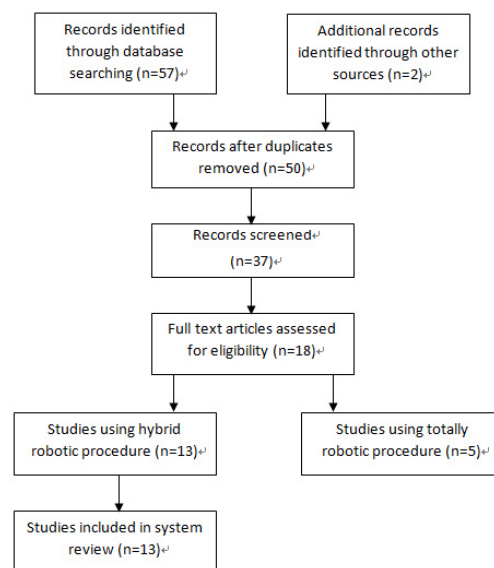 Records identified
through database
searching (n=57)↵
Additional records
identified through other
sources (n=2)↵
Records after duplicates
removed (n=50)↵
Records screened↵
(n=37)↵
Full text articles assessed
for eligibility (n=18)↵
Studies using hybrid
robotic procedure (n=13)↵
Studies using totally
robotic procedure (n=5)↵
Studies included in system
review (n=13)↵